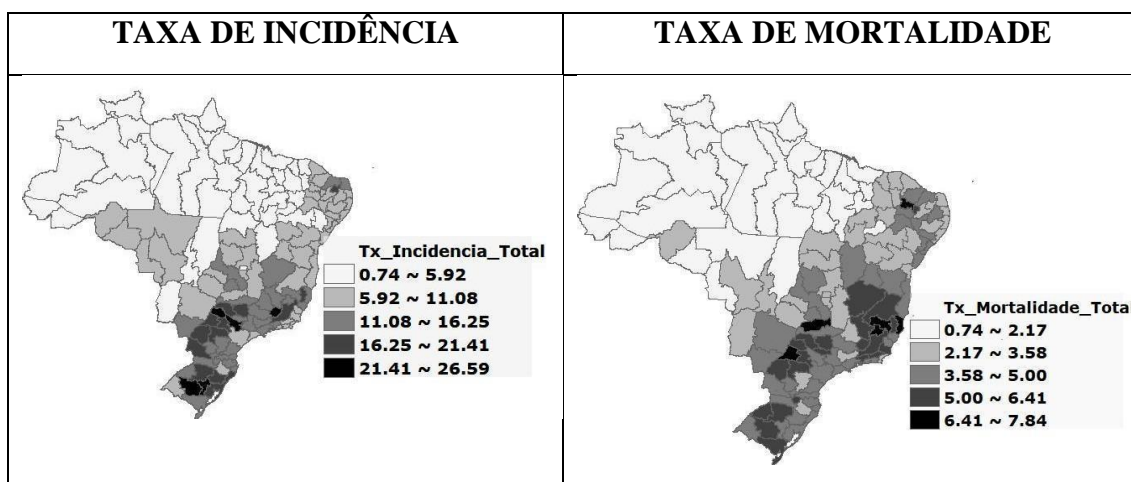 TAXA DE INCIDÊNCIA
TAXA DE MORTALIDADE
Tx_Incidencia_Total
0.74 ~ 5.92
5.92 ~ 11.08
11.08 ~ 16.25
16.25 ~ 21.41
21.41 ~ 26.59
Tx_Mortalidade_Total
0.74 ~ 2.17
2.17 ~ 3.58
3.58 ~ 5.00
5.00 ~ 6.41
6.41 ~ 7.84